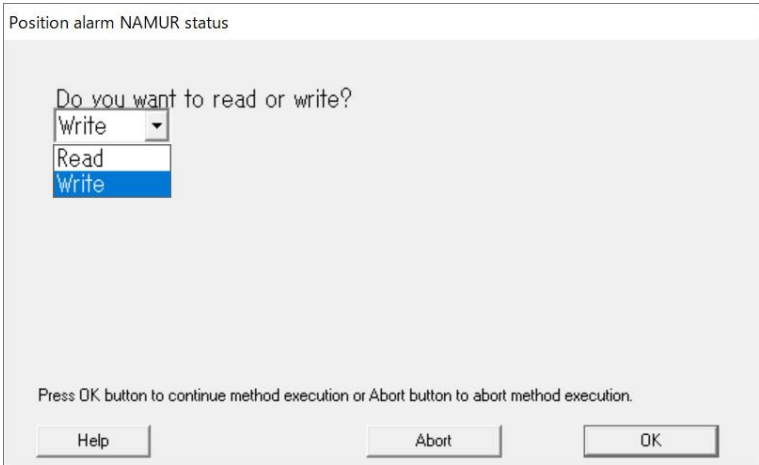 Position alarm NAMUR status
Do you want to read or write?
Write
Read
Write
Press OK button to continue method execution or Abort button to abort method execution.
Help Abort OK